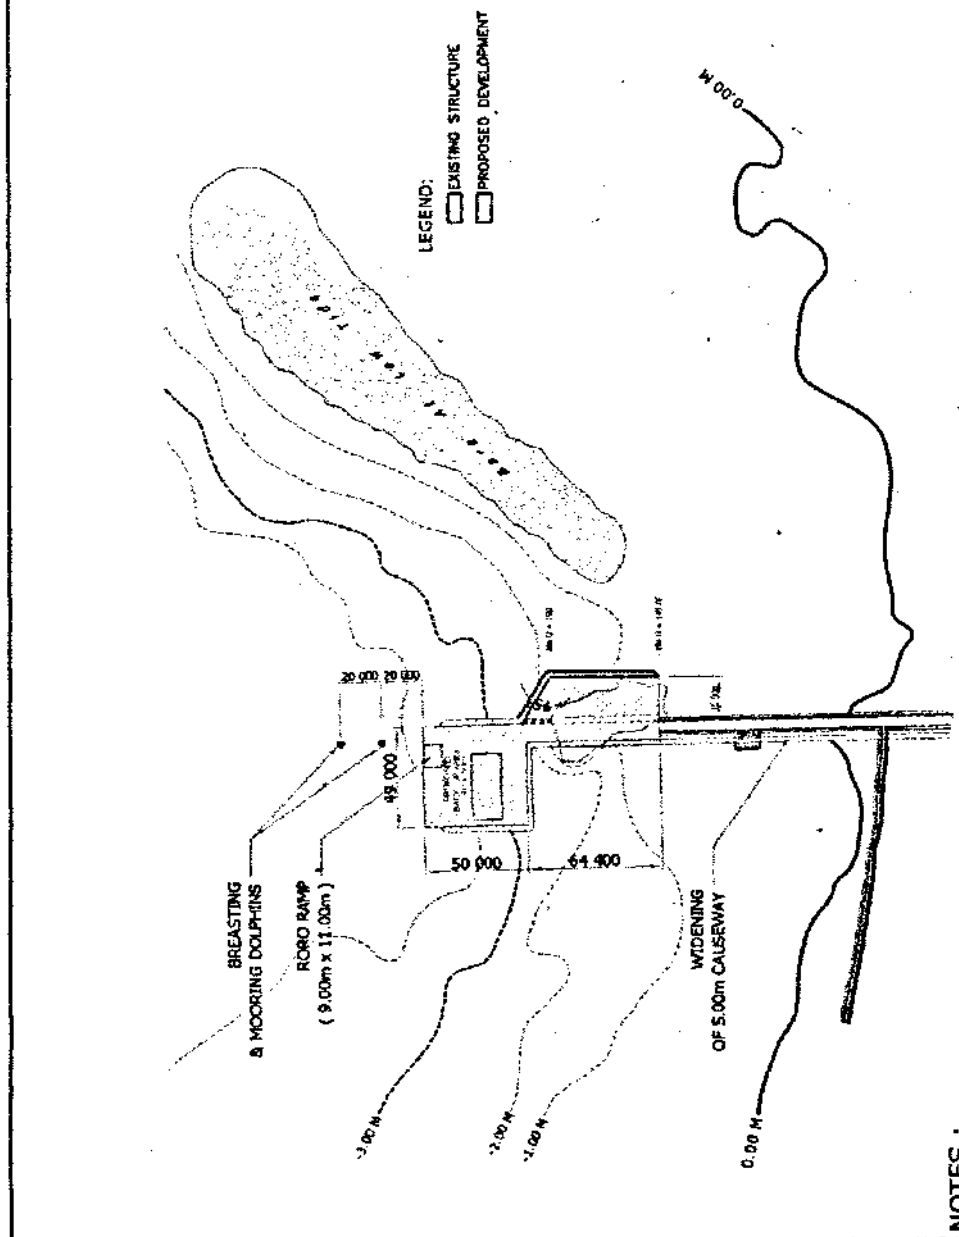 LEGEND:
EXISTING STRUCTURE
PROPOSED DEVELOPMENT
0.00 M
BREASTING
& MOORING DOLPHINS
RORO RAMP
( 9.00m x 11.00m )
20 000
20 000
49 000
50 000
64 400
WIDENING
OF 5.00m CAUSEWAY
-3.00 M
-2.00 M
-1.00 M
0.00 M
NOTES :